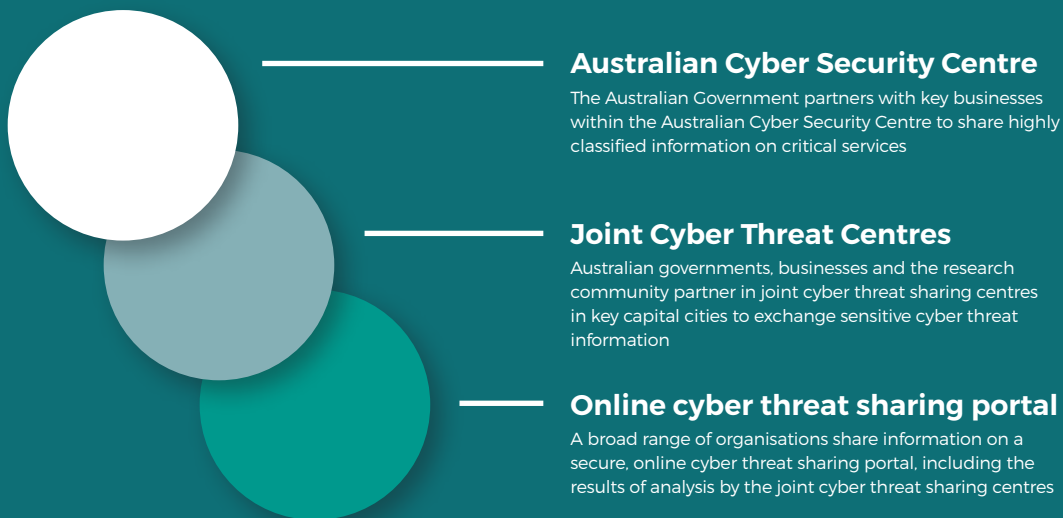 Australian Cyber Security Centre
The Australian Government partners with key businesses
within the Australian Cyber Security Centre to share highly
classified information on critical services
Joint Cyber Threat Centres
Australian governments, businesses and the research
community partner in joint cyber threat sharing centres
in key capital cities to exchange sensitive cyber threat
information
Online cyber threat sharing portal
A broad range of organisations share information on a
secure, online cyber threat sharing portal, including the
results of analysis by the joint cyber threat sharing centres